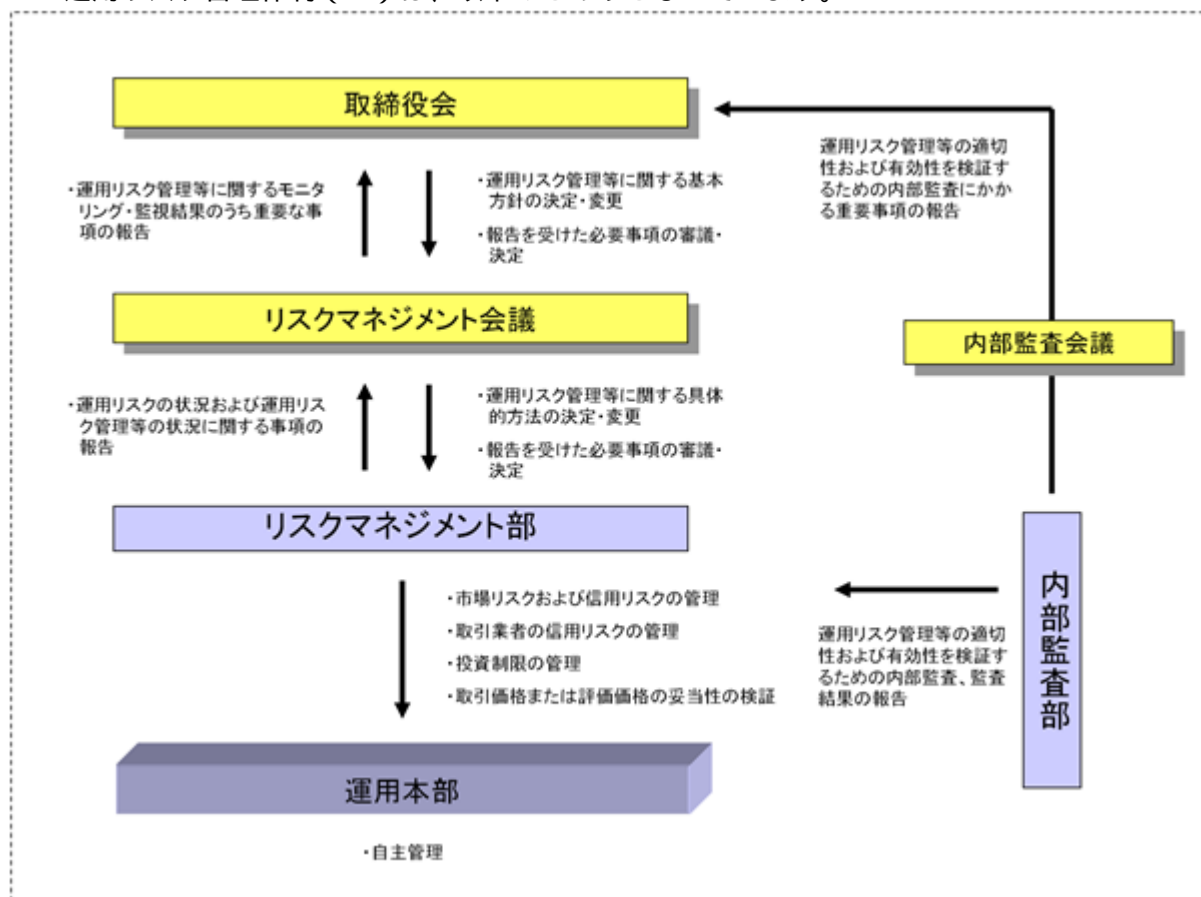 取締役会
運用リスク管理等の適切
性および有効性を検証す
るための内部監査にかか
る重要事項の報告
・運用リスク管理等に関するモニ
タリング・監視結果のうち重要な事
項の報告
・運用リスク管理等に関する基本
方針の決定・変更
・報告を受けた必要事項の審議・
決定
リスクマネジメント会議
内部監査会議
・運用リスクの状況および運用リス
ク管理等の状況に関する事項の
報告
・運用リスク管理等に関する具体
的方法の決定・変更
・報告を受けた必要事項の審議・
決定
リスクマネジメント部
内部監査部
・市場リスクおよび信用リスクの管理
・取引業者の信用リスクの管理
・投資制限の管理
・取引価格または評価価格の妥当性の検証
運用リスク管理等の適切
性および有効性を検証す
るための内部監査、監査
結果の報告
運用本部
・自主管理